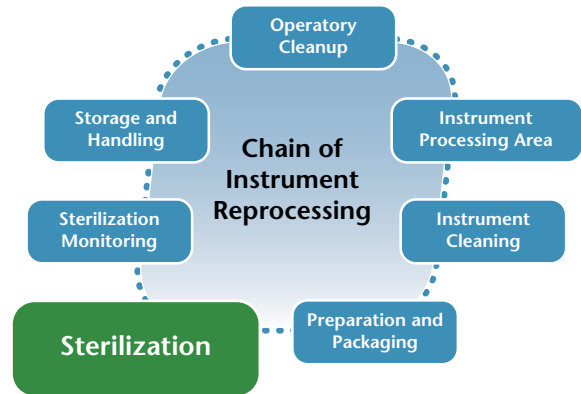 Operatory
Cleanup
Storage and
Handling
Instrument
Processing Area
Chain of
Instrument
Reprocessing
Sterilization
Monitoring
Instrument
Cleaning
Sterilization
Preparation and
Packaging